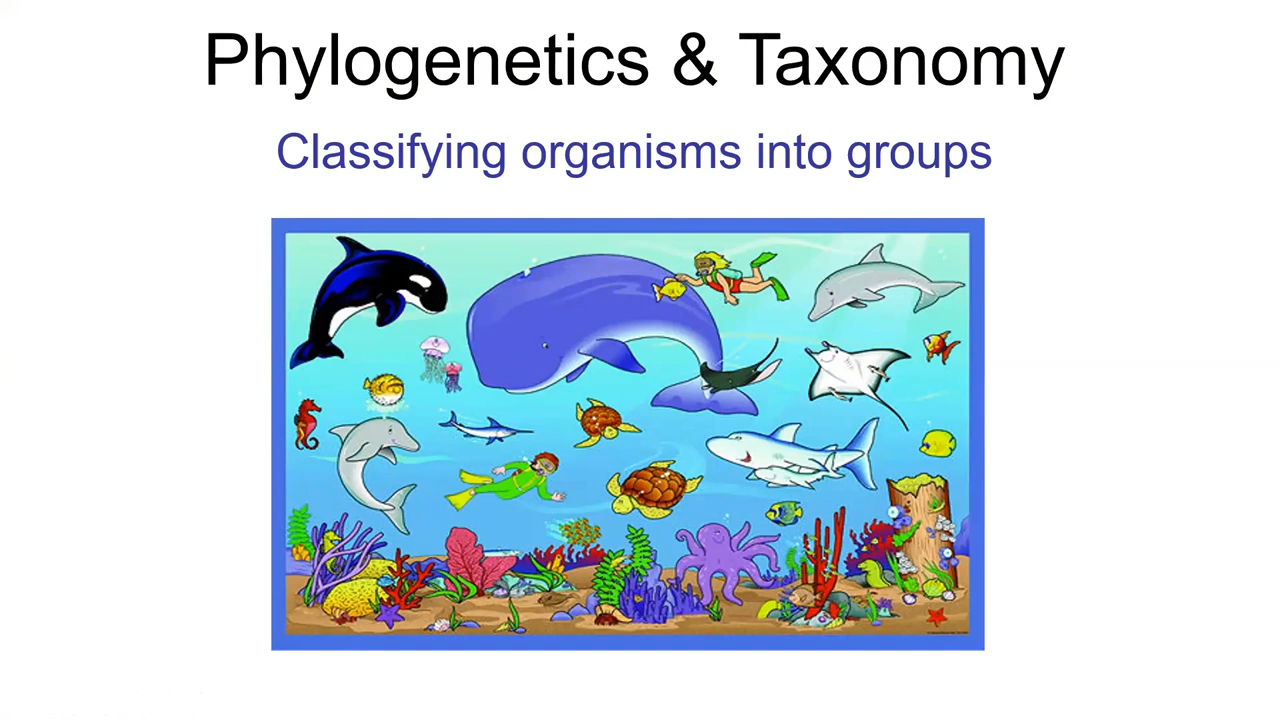 Phylogenetics & Taxonomy
Classifying organisms into groups